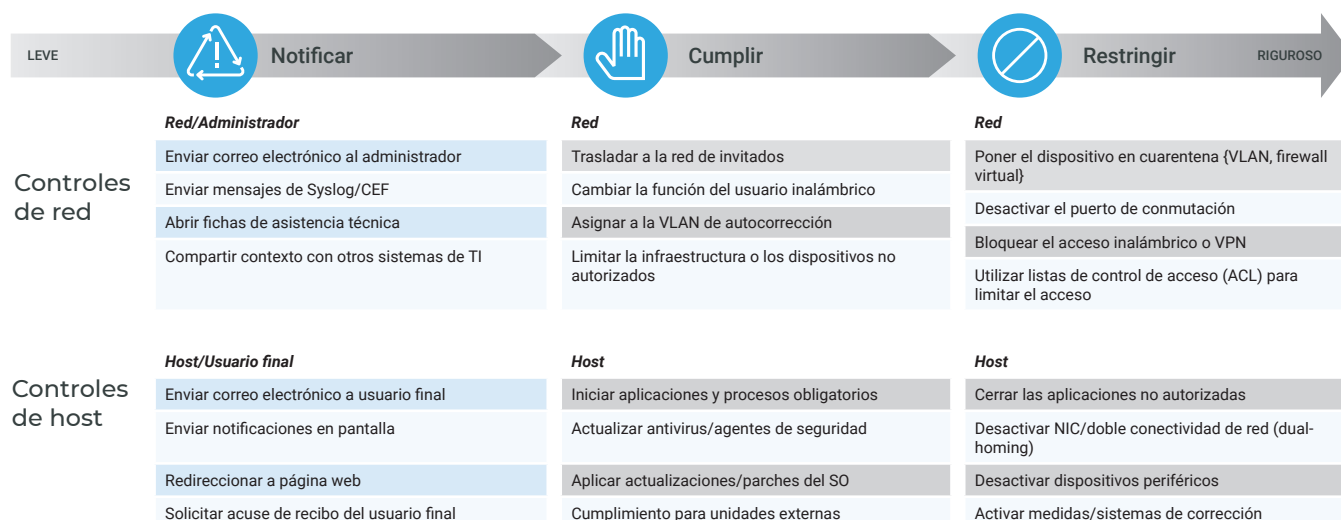 LEVE
Notificar
Cumplir
Restringir
RIGUROSO
Controles
de red
Red/Administrador
Enviar correo electrónico al administrador
Enviar mensajes de Syslog/CEF
Abrir fichas de asistencia técnica
Compartir contexto con otros sistemas de TI
Red
Trasladar a la red de invitados
Cambiar la función del usuario inalámbrico
Asignar a la VLAN de autocorrección
Limitar la infraestructura o los dispositivos no
autorizados
Red
Poner el dispositivo en cuarentena {VLAN, firewall
virtual}
Desactivar el puerto de conmutación
Bloquear el acceso inalámbrico o VPN
Utilizar listas de control de acceso (ACL) para
limitar el acceso
Controles
de host
Host/Usuario final
Enviar correo electrónico a usuario final
Enviar notificaciones en pantalla
Redireccionar a página web
Solicitar acuse de recibo del usuario final
Host
Iniciar aplicaciones y procesos obligatorios
Actualizar antivirus/agentes de seguridad
Aplicar actualizaciones/parches del SO
Cumplimiento para unidades externas
Host
Cerrar las aplicaciones no autorizadas
Desactivar NIC/doble conectividad de red (dual-
homing)
Desactivar dispositivos periféricos
Activar medidas/sistemas de corrección